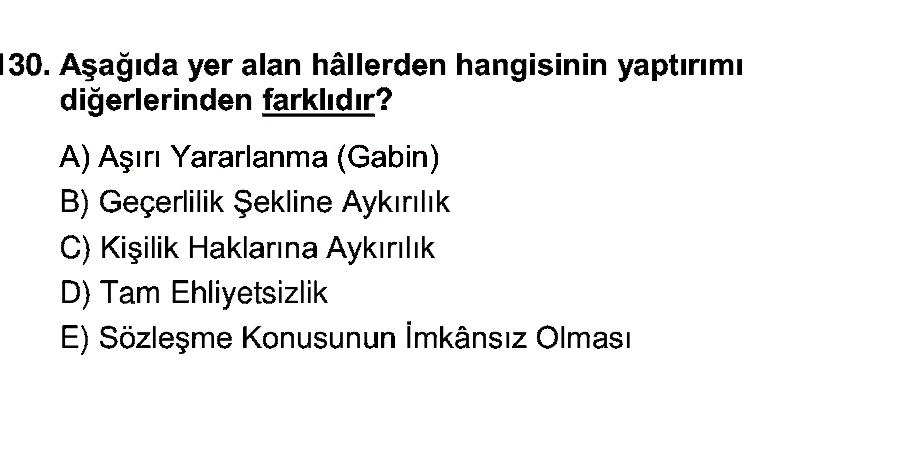 130. Aşağıda yer alan hâllerden hangisinin yaptırımı
diğerlerinden farklıdır?
A) Aşırı Yararlanma (Gabin)
B) Geçerlilik Şekline Aykırılık
C) Kişilik Haklarına Aykırılık
D) Tam Ehliyetsizlik
E) Sözleşme Konusunun İmkânsız Olması